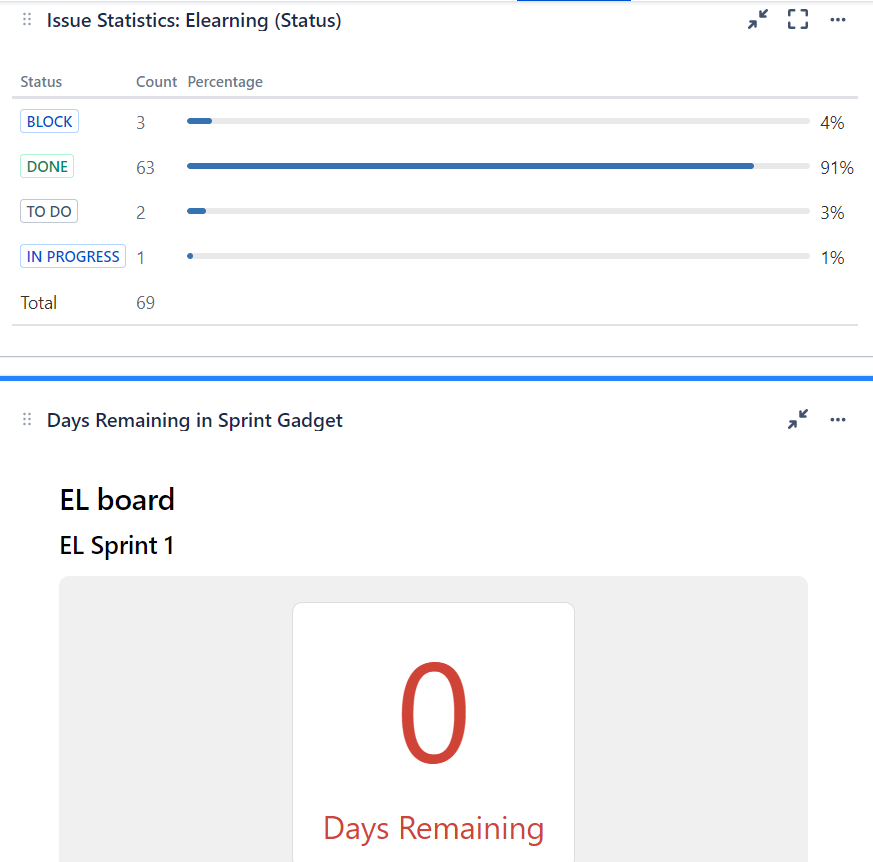 Issue Statistics: Elearning (Status)
Status Count Percentage
BLOCK 3 4%
DONE 63 91%
TO DO 2 3%
IN PROGRESS 1 1%
Total 69
Days Remaining in Sprint Gadget
EL board
EL Sprint 1
0
Days Remaining